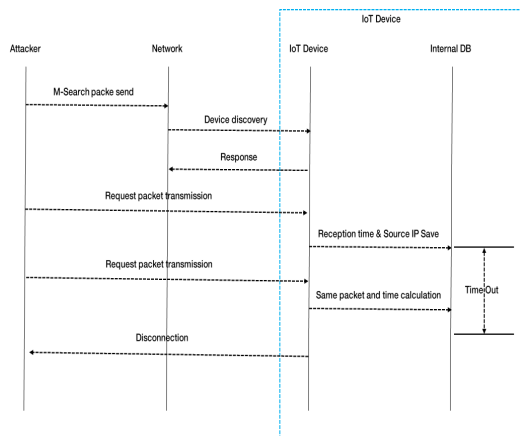 IoT Device
Attacker
Network
IoT Device
Internal DB
M-Search packe send
Device discovery
Response
Request packet transmission
Reception time & Source IP Save
Request packet transmission
Same packet and time calculation
Time Out
Disconnection